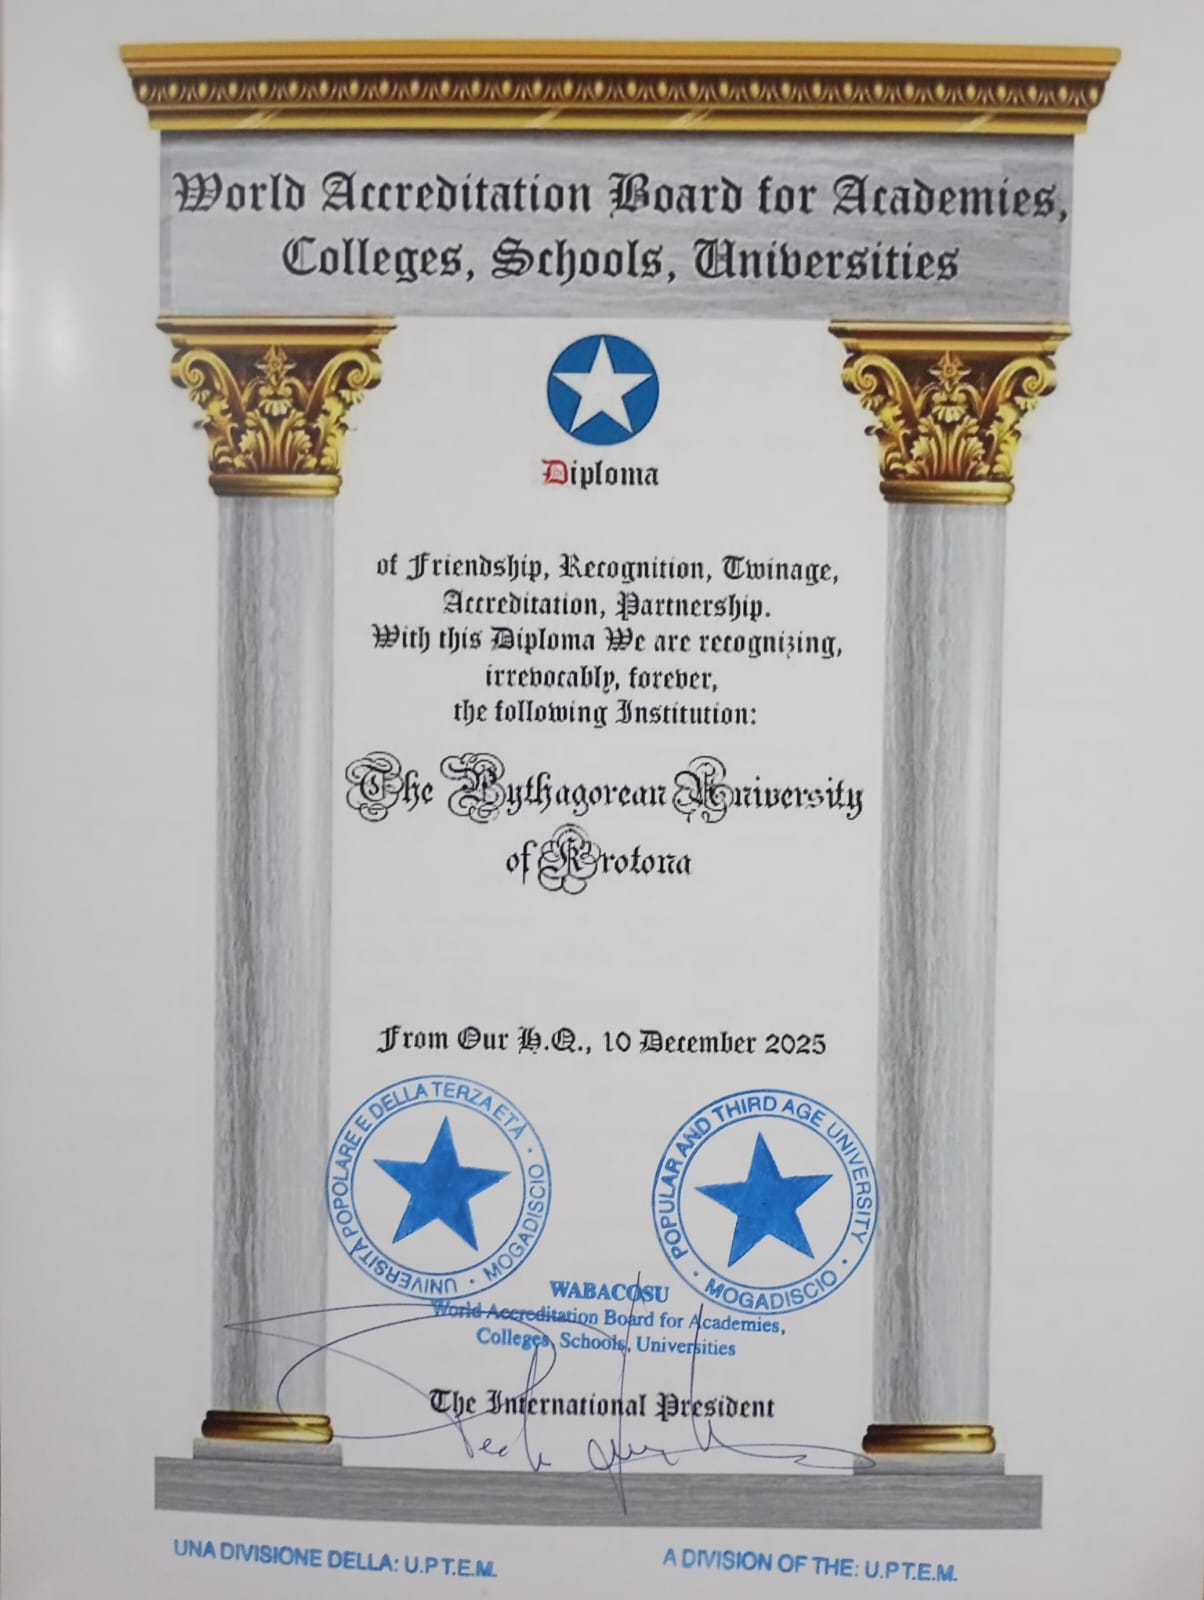 World Accreditation Board for Academies,
Colleges, Schools, Universities
Diploma
of Friendship, Recognition, Twinage,
Accreditation, Partnership.
With this Diploma We are recognizing,
irrevocably, forever,
the following Institution:
The Pythagorean University
of Krotona
From Our H.Q., 10 December 2025
UNIVERSITÀ POPOLARE E DELLA TERZA ETÀ · MOGADISCIO ·
POPULAR AND THIRD AGE UNIVERSITY · MOGADISCIO ·
WABACOSU
World Accreditation Board for Academies,
Colleges, Schools, Universities
The International President
UNA DIVISIONE DELLA: U.P.T.E.M.
A DIVISION OF THE: U.P.T.E.M.